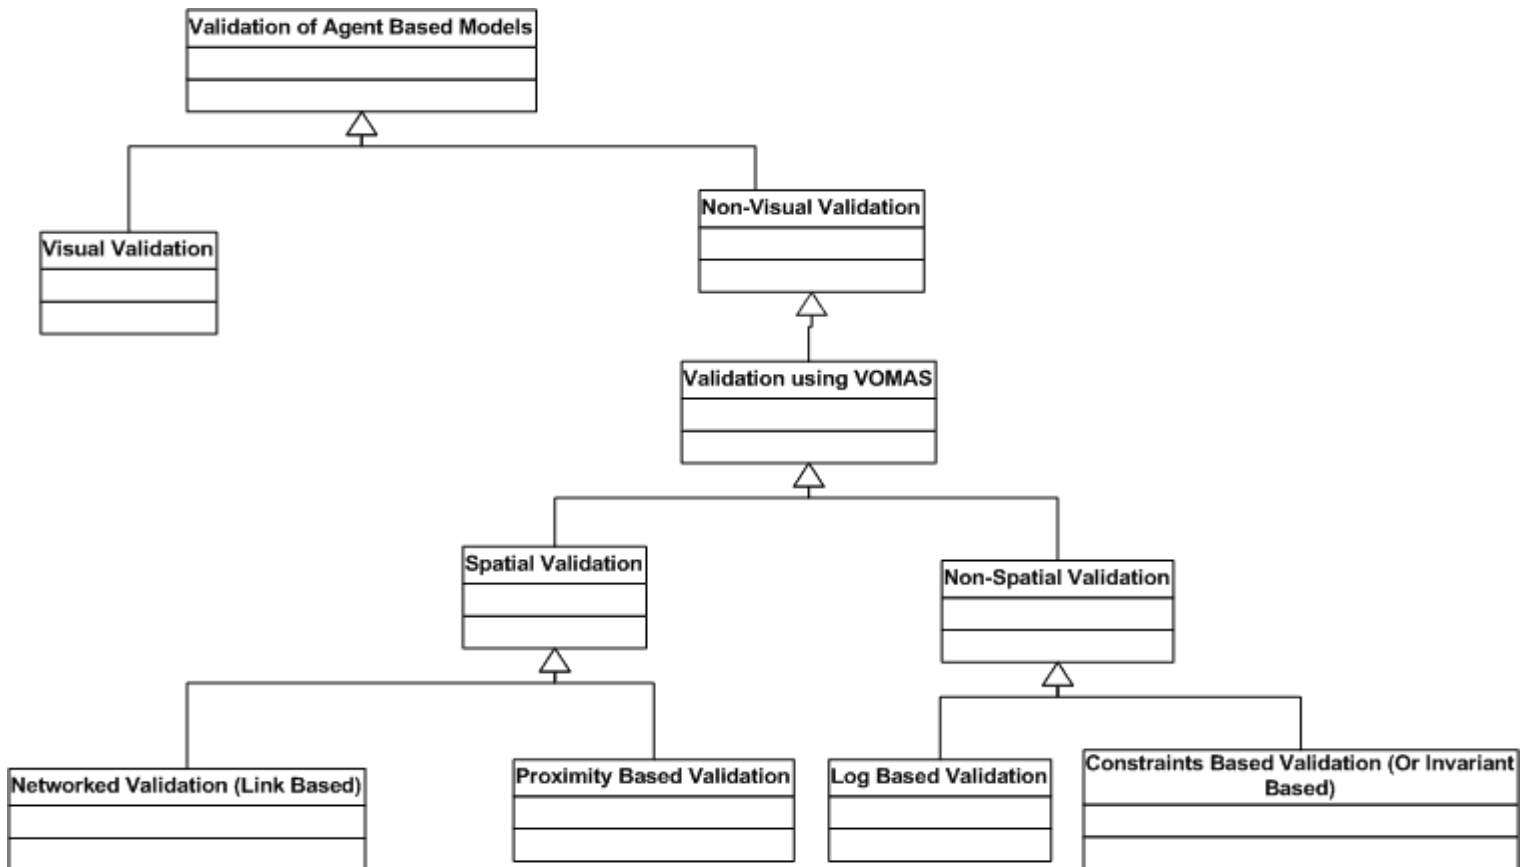 Validation of Agent Based Models
Non-Visual Validation
Visual Validation
Validation using VOMAS
Spatial Validation
Non-Spatial Validation
Networked Validation (Link Based)
Proximity Based Validation
Log Based Validation
Constraints Based Validation (Or Invariant
Based)